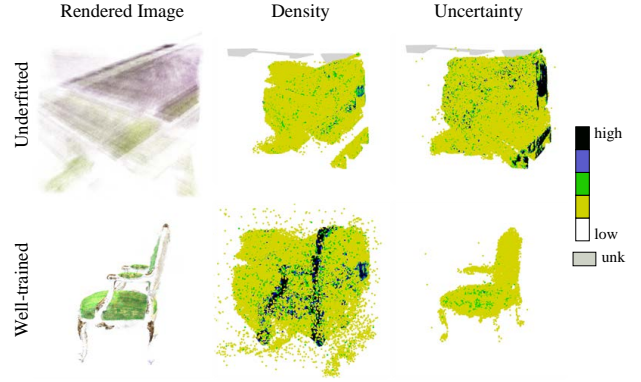 Rendered Image Density Uncertainty
Underfitted
high
low
unk
Well-trained